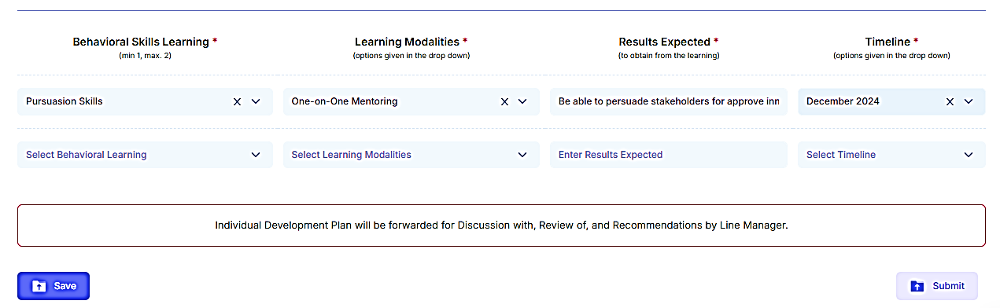 Behavioral Skills Learning * Learning Modalities * Results Expected * Timeline *
(min 1, max. 2) (options given in the drop down) (to obtain from the learning) (options given in the drop down)
Pursuasion Skills X One-on-One Mentoring X Be able to persuade stakeholders for approve inn December 2024 X
Select Behavioral Learning Select Learning Modalities Enter Results Expected Select Timeline
Individual Development Plan will be forwarded for Discussion with, Review of, and Recommendations by Line Manager.
Save Submit